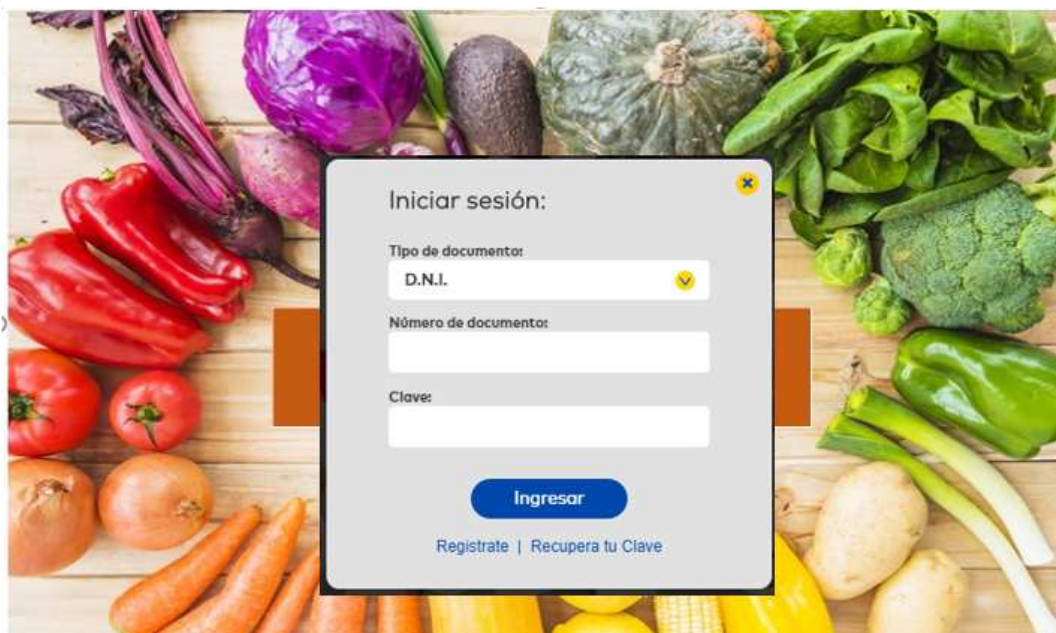 Iniciar sesión:
Tipo de documento:
D.N.I.
Número de documento:
Clave:
Ingresar
Registrate | Recupera tu Clave